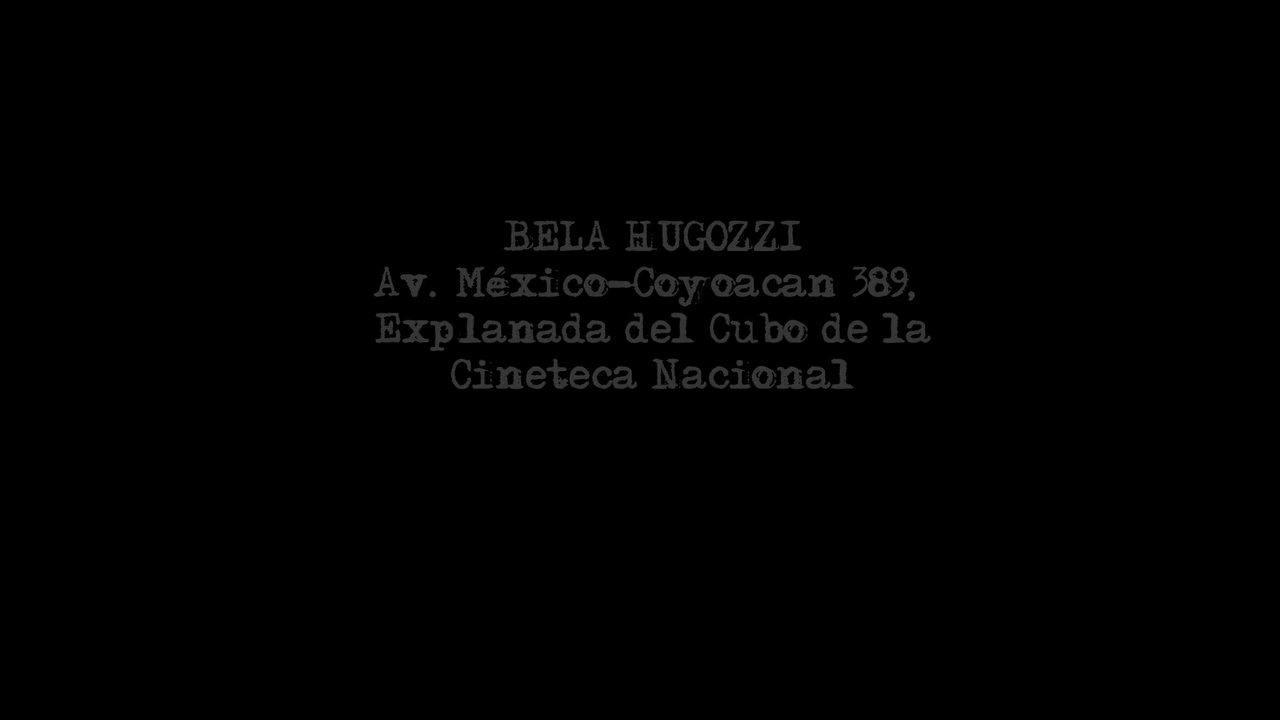 BELA HUGOZZI
Av. México-Coyoacan 389,
Explanada del Cubo de la
Cineteca Nacional